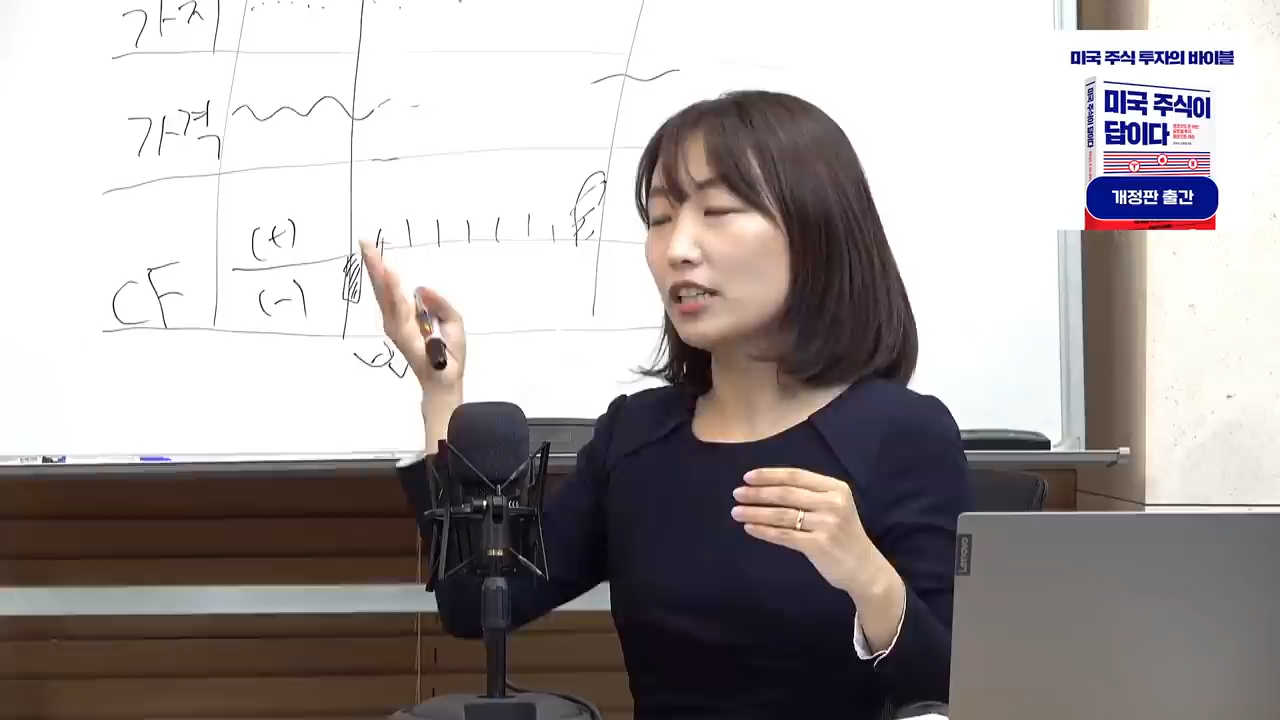 가치
가격
(+)
CF
(-)
미국 주식 투자의 바이블
미국 주식이
답이다
개정판 출간
Lenovo